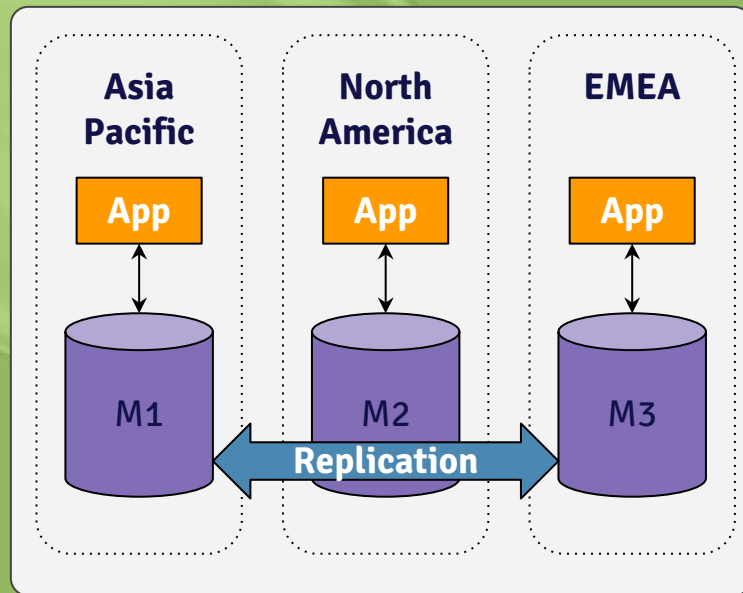 Asia
Pacific
North
America
EMEA
App
App
App
M1
M2
M3
Replication